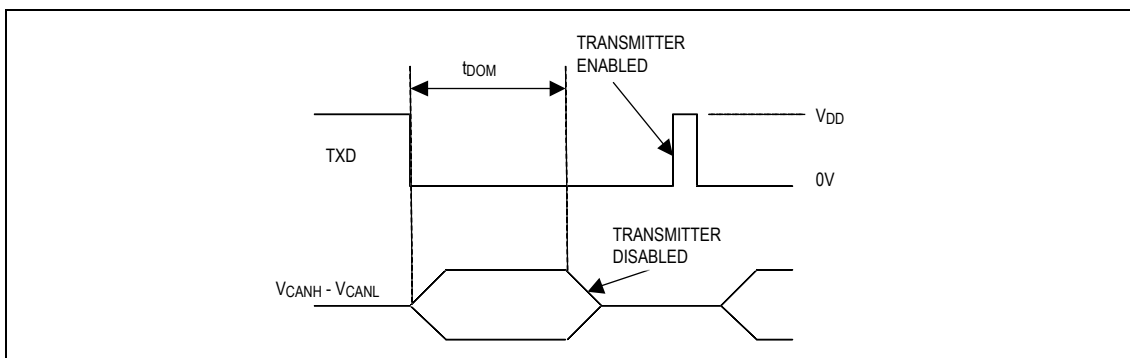 TRANSMITTER
ENABLED
tDOM
VDD
TXD
0V
TRANSMITTER
DISABLED
VCANH - VCANL